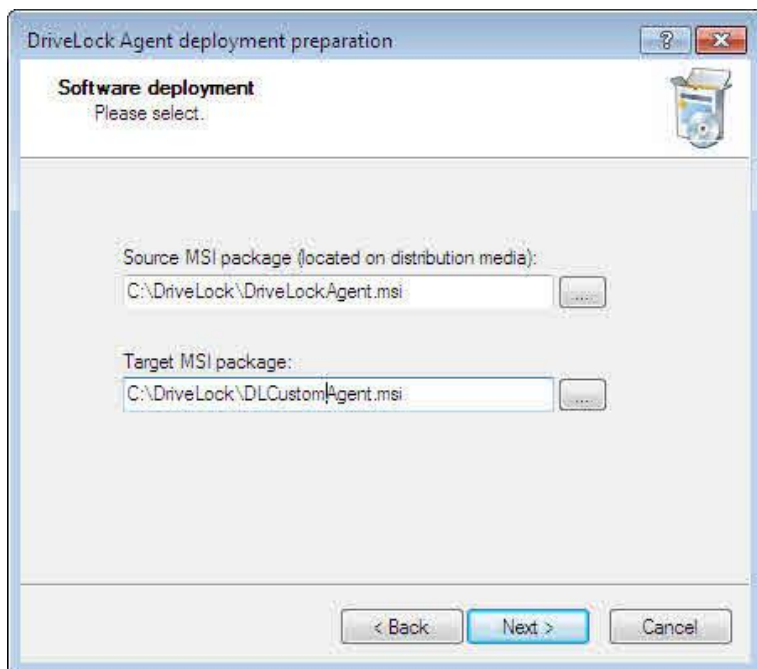 DriveLock Agent deployment preparation
Software deployment
Please select.
Source MSI package (located on distribution media):
C:\DriveLock\DriveLockAgent.msi
....
Target MSI package:
C:\DriveLock\DLCustomAgent.msi
....
< Back Next > Cancel